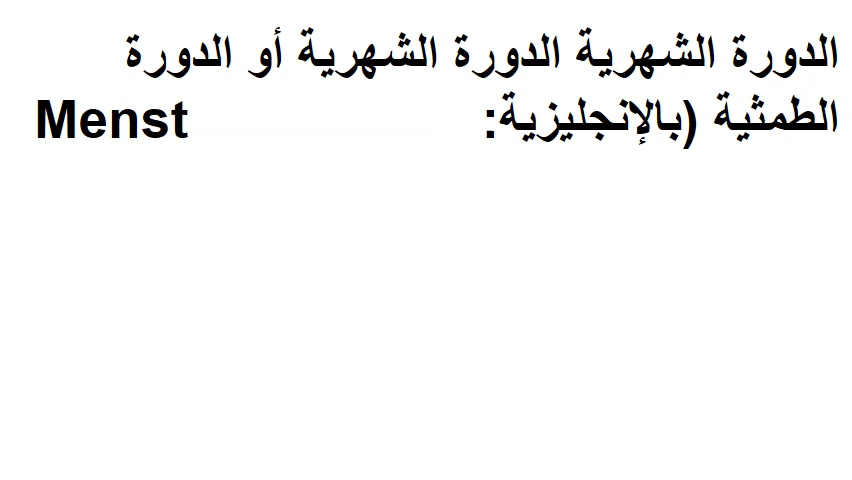 الدورة الشهرية الدورة الشهرية أو الدورة
الطمثية (بالإنجليزية: Menst